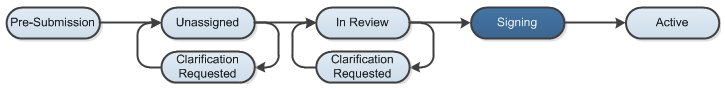 Pre-Submission
Unassigned
In Review
Signing
Active
Clarification
Requested
Clarification
Requested